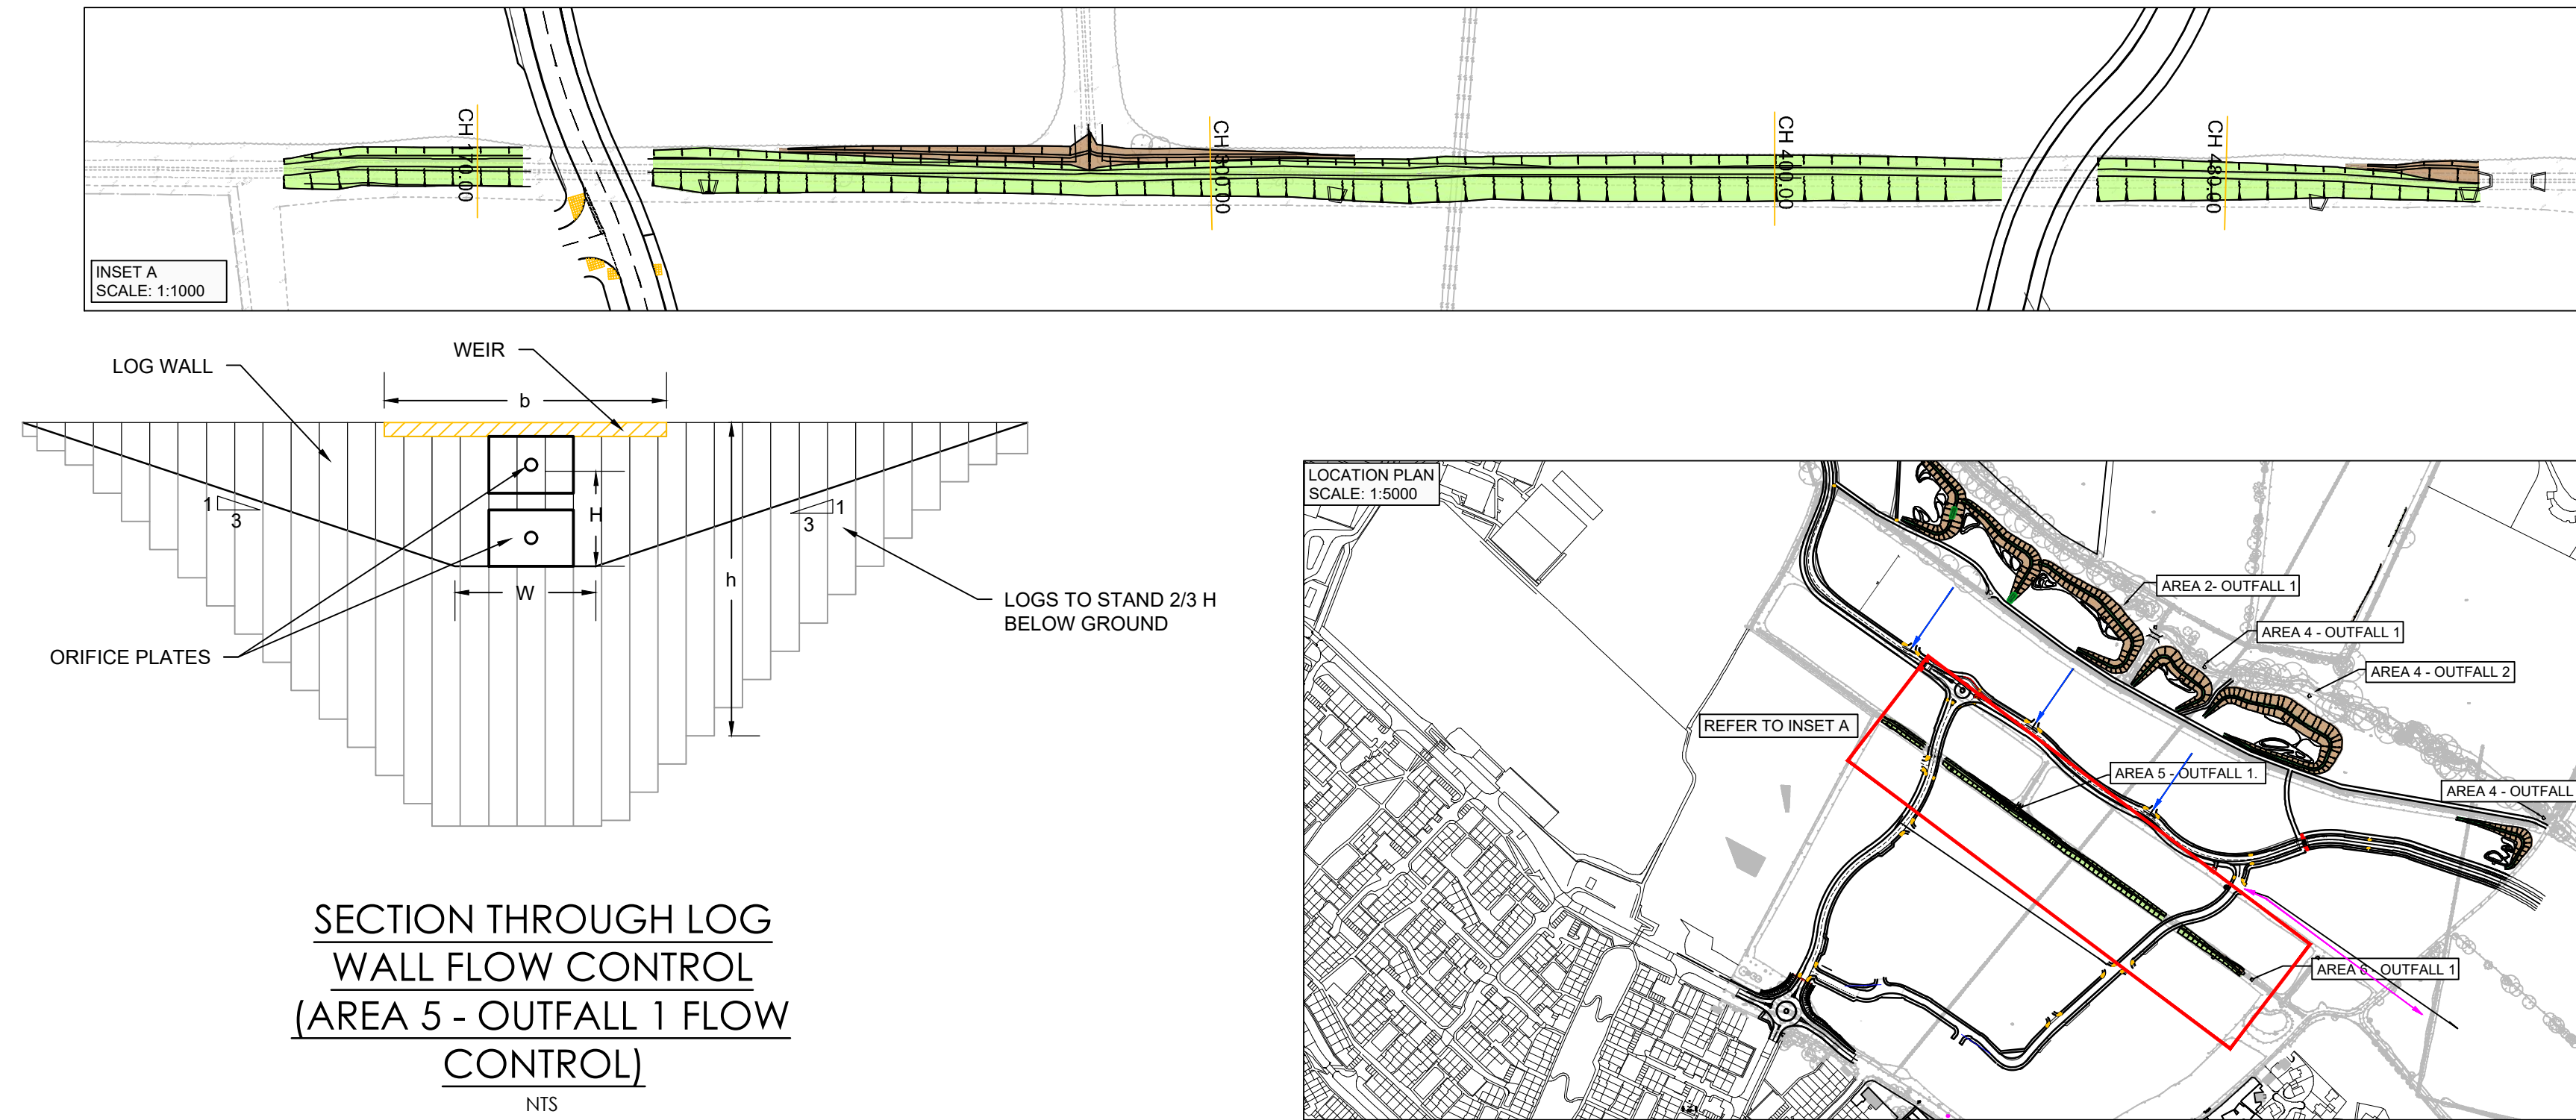 CH 170.00
CH 300.00
CH 400.00
CH 480.00
INSET A
SCALE: 1:1000
LOG WALL
WEIR
b
1
3
H
1
3
W
h
ORIFICE PLATES
LOGS TO STAND 2/3 H
BELOW GROUND
SECTION THROUGH LOG
WALL FLOW CONTROL
(AREA 5 - OUTFALL 1 FLOW
CONTROL)
NTS
LOCATION PLAN
SCALE: 1:5000
AREA 2- OUTFALL 1
AREA 4 - OUTFALL 1
AREA 4 - OUTFALL 2
REFER TO INSET A
AREA 5 - OUTFALL 1.
AREA 4 - OUTFALL
AREA 6 - OUTFALL 1